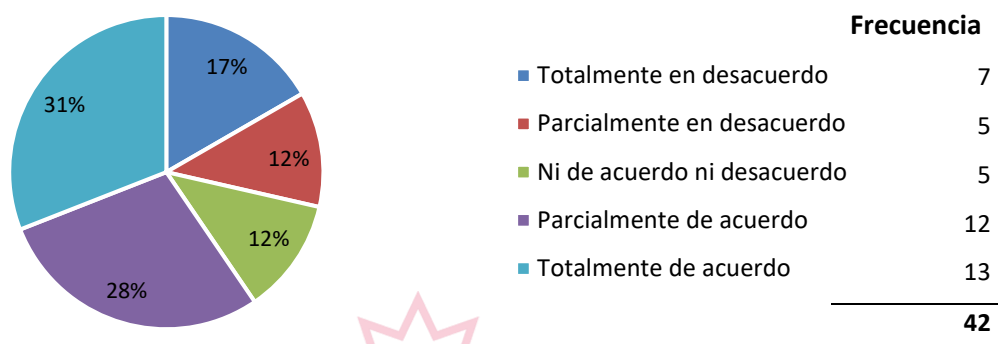 Frecuencia
17%
12%
12%
28%
31%
Totalmente en desacuerdo 7
Parcialmente en desacuerdo 5
Ni de acuerdo ni desacuerdo 5
Parcialmente de acuerdo 12
Totalmente de acuerdo 13
42